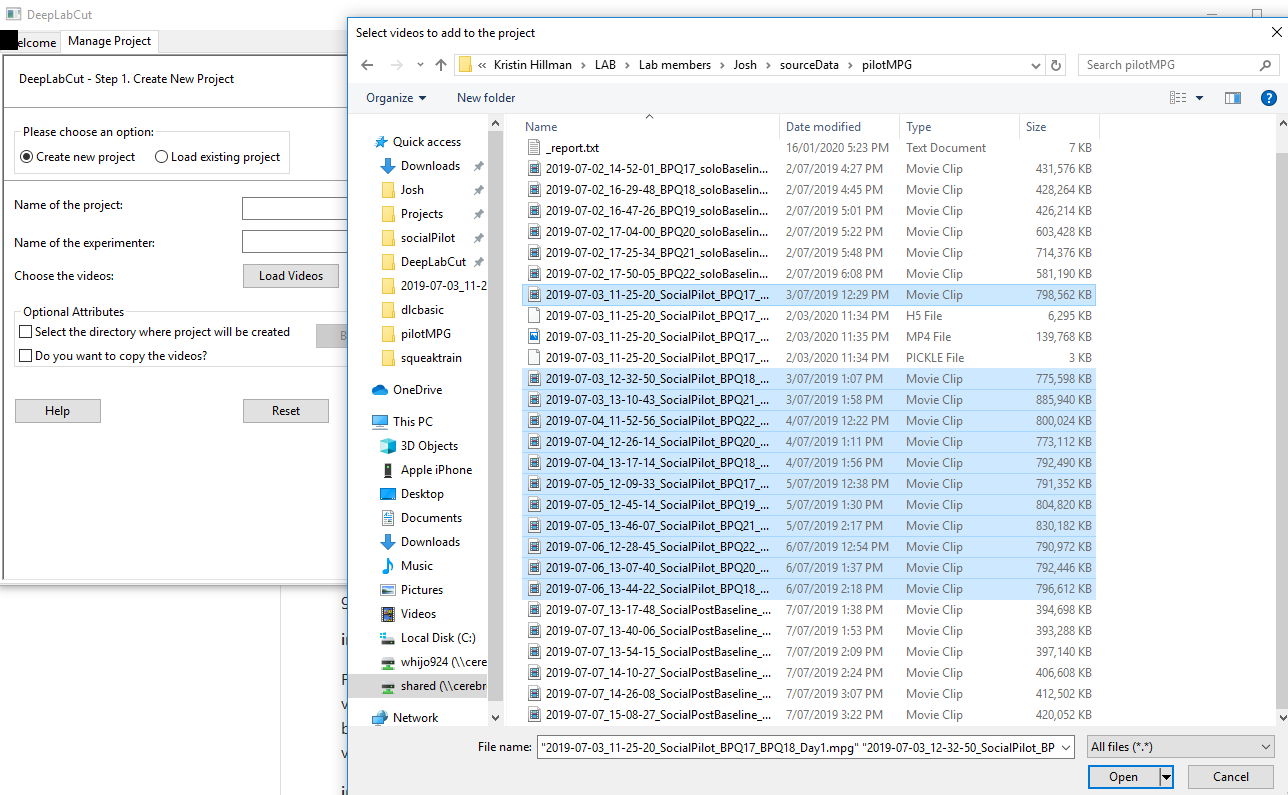 DeepLabCut
elcome Manage Project
DeepLabCut - Step 1. Create New Project
Please choose an option:
Create new project Load existing project
Name of the project:
Name of the experimenter:
Choose the videos: Load Videos
Optional Attributes
Select the directory where project will be created B
Do you want to copy the videos?
Help Reset
Select videos to add to the project
« Kristin Hillman > LAB > Lab members > Josh > sourceData > pilotMPG
Search pilotMPG
Organize New folder
Quick access
Downloads
Josh
Projects
socialPilot
DeepLabCut
2019-07-03_11-2
dlcbasic
pilotMPG
squeaktrain
OneDrive
This PC
3D Objects
Apple iPhone
Desktop
Documents
Downloads
Music
Pictures
Videos
Local Disk (C:)
whijo924 (\\cere
shared (\\cerebr
Network
Name Date modified Type Size
_report.txt 16/01/2020 5:23 PM Text Document 7 KB
2019-07-02_14-52-01_BPQ17_soloBaselin... 2/07/2019 4:27 PM Movie Clip 431,576 KB
2019-07-02_16-29-48_BPQ18_soloBaselin... 2/07/2019 4:45 PM Movie Clip 428,264 KB
2019-07-02_16-47-26_BPQ19_soloBaselin... 2/07/2019 5:01 PM Movie Clip 426,214 KB
2019-07-02_17-04-00_BPQ20_soloBaselin... 2/07/2019 5:22 PM Movie Clip 603,428 KB
2019-07-02_17-25-34_BPQ21_soloBaselin... 2/07/2019 5:48 PM Movie Clip 714,376 KB
2019-07-02_17-50-05_BPQ22_soloBaselin... 2/07/2019 6:08 PM Movie Clip 581,190 KB
2019-07-03_11-25-20_SocialPilot_BPQ17_... 3/07/2019 12:29 PM Movie Clip 798,562 KB
2019-07-03_11-25-20_SocialPilot_BPQ17_... 2/03/2020 11:34 PM H5 File 6,295 KB
2019-07-03_11-25-20_SocialPilot_BPQ17_... 2/03/2020 11:35 PM MP4 File 139,768 KB
2019-07-03_11-25-20_SocialPilot_BPQ17_... 2/03/2020 11:34 PM PICKLE File 3 KB
2019-07-03_12-32-50_SocialPilot_BPQ18_... 3/07/2019 1:07 PM Movie Clip 775,598 KB
2019-07-03_13-10-43_SocialPilot_BPQ21_... 3/07/2019 1:58 PM Movie Clip 885,940 KB
2019-07-04_11-52-56_SocialPilot_BPQ22_... 4/07/2019 12:22 PM Movie Clip 800,024 KB
2019-07-04_12-26-14_SocialPilot_BPQ20_... 4/07/2019 1:11 PM Movie Clip 773,112 KB
2019-07-04_13-17-14_SocialPilot_BPQ18_... 4/07/2019 1:56 PM Movie Clip 792,490 KB
2019-07-05_12-09-33_SocialPilot_BPQ17_... 5/07/2019 12:38 PM Movie Clip 791,352 KB
2019-07-05_12-45-14_SocialPilot_BPQ19_... 5/07/2019 1:30 PM Movie Clip 804,820 KB
2019-07-05_13-46-07_SocialPilot_BPQ21_... 5/07/2019 2:17 PM Movie Clip 830,182 KB
2019-07-06_12-28-45_SocialPilot_BPQ22_... 6/07/2019 12:54 PM Movie Clip 790,972 KB
2019-07-06_13-07-40_SocialPilot_BPQ20_... 6/07/2019 1:37 PM Movie Clip 792,446 KB
2019-07-06_13-44-22_SocialPilot_BPQ18_... 6/07/2019 2:18 PM Movie Clip 796,612 KB
2019-07-07_13-17-48_SocialPostBaseline_... 7/07/2019 1:38 PM Movie Clip 394,698 KB
2019-07-07_13-40-06_SocialPostBaseline_... 7/07/2019 1:53 PM Movie Clip 393,288 KB
2019-07-07_13-54-15_SocialPostBaseline_... 7/07/2019 2:09 PM Movie Clip 397,140 KB
2019-07-07_14-10-27_SocialPostBaseline_... 7/07/2019 2:24 PM Movie Clip 406,608 KB
2019-07-07_14-26-08_SocialPostBaseline_... 7/07/2019 3:07 PM Movie Clip 412,502 KB
2019-07-07_15-08-27_SocialPostBaseline_... 7/07/2019 3:22 PM Movie Clip 420,052 KB
File name: "2019-07-03_11-25-20_SocialPilot_BPQ17_BPQ18_Day1.mpg" "2019-07-03_12-32-50_SocialPilot_BP
All files (*.*)
Open Cancel